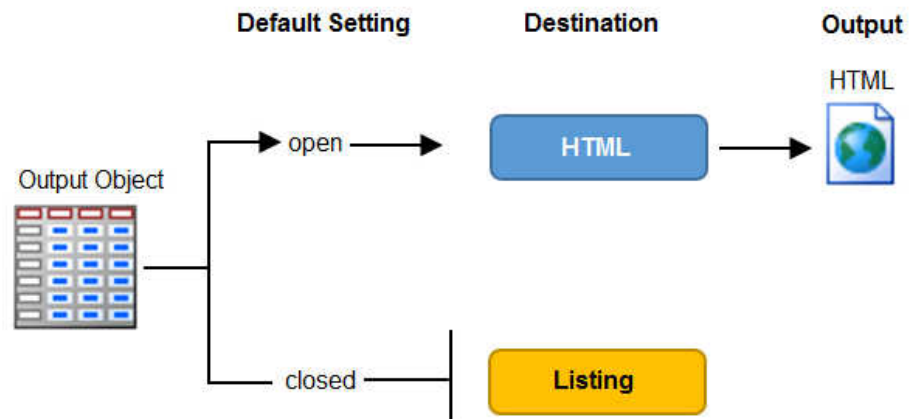 Default Setting
Destination
Output
HTML
open
HTML
Output Object
closed
Listing